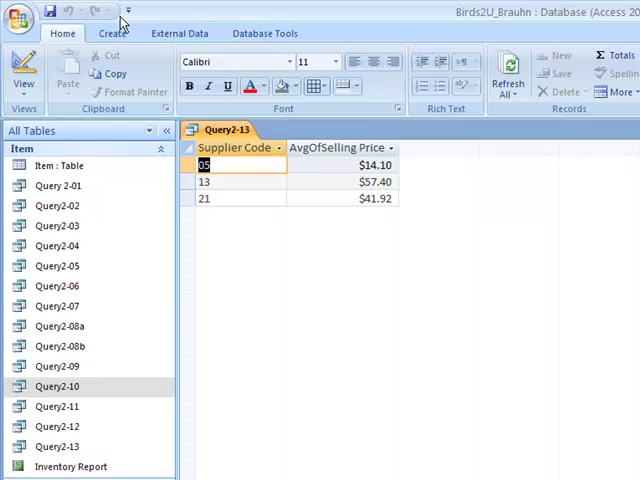 Birds2U_Brauhn : Database (Access 20
Home Create External Data Database Tools
View
Views
Paste
Cut
Copy
Format Painter
Clipboard
Calibri 11
B I U A
Font
Rich Text
Refresh
All
New
Save
Delete
Totals
Spelli
More
Records
All Tables
Item
Item : Table
Query 2-01
Query2-02
Query2-03
Query2-04
Query2-05
Query2-06
Query2-07
Query2-08a
Query2-08b
Query2-09
Query2-10
Query2-11
Query2-12
Query2-13
Inventory Report
Query2-13
Supplier Code AvgOfSelling Price
05 $14.10
13 $57.40
21 $41.92